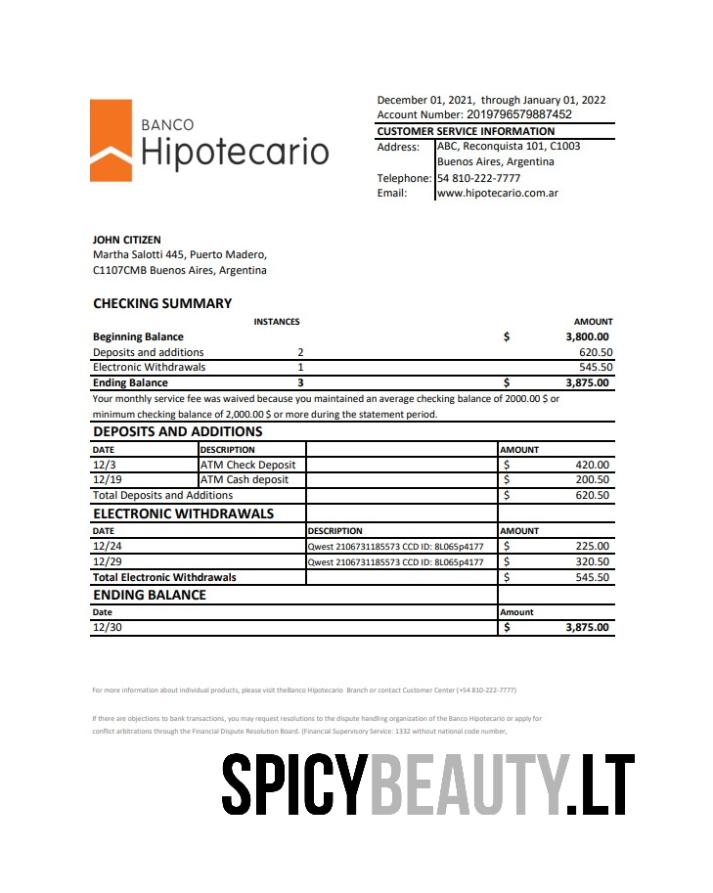 BANCO
Hipotecario
December 01, 2021, through January 01, 2022
Account Number: 2019796579887452
CUSTOMER SERVICE INFORMATION
Address: ABC, Reconquista 101, C1003
Buenos Aires, Argentina
Telephone: 54 810-222-7777
Email: www.hipotecario.com.ar
JOHN CITIZEN
Martha Salotti 445, Puerto Madero,
C1107CMB Buenos Aires, Argentina
CHECKING SUMMARY
INSTANCES AMOUNT
Beginning Balance $ 3,800.00
Deposits and additions 2 620.50
Electronic Withdrawals 1 545.50
Ending Balance 3 $ 3,875.00
Your monthly service fee was waived because you maintained an average checking balance of 2000.00 $ or
minimum checking balance of 2,000.00 $ or more during the statement period.
DEPOSITS AND ADDITIONS
DATE DESCRIPTION AMOUNT
12/3 ATM Check Deposit $ 420.00
12/19 ATM Cash deposit $ 200.50
Total Deposits and Additions $ 620.50
ELECTRONIC WITHDRAWALS
DATE DESCRIPTION AMOUNT
12/24 Qwest 2106731185573 CCD ID: 8L065p4177 $ 225.00
12/29 Qwest 2106731185573 CCD ID: 8L065p4177 $ 320.50
Total Electronic Withdrawals $ 545.50
ENDING BALANCE
Date Amount
12/30 $ 3,875.00
For more information about individual products, please visit theBanco Hipotecario Branch or contact Customer Center (+54 810-222-7777)
If there are objections to bank transactions, you may request resolutions to the dispute handling organization of the Banco Hipotecario or apply for
conflict arbitrations through the Financial Dispute Resolution Board. (Financial Supervisory Service: 1332 without national code number,
SPICYBEAUTY.LT